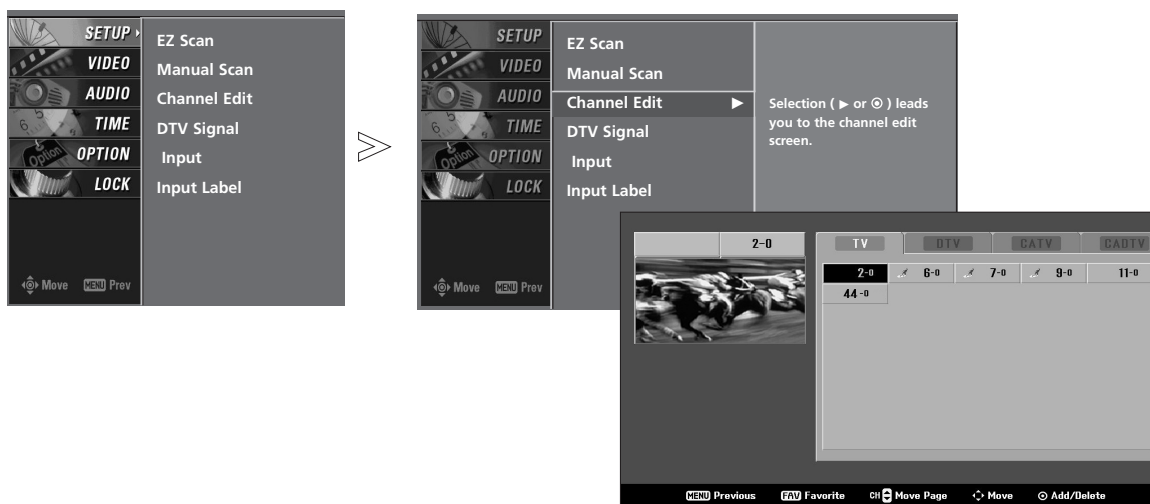 SETUP
VIDEO
AUDIO
TIME
OPTION
LOCK
EZ Scan
Manual Scan
Channel Edit
DTV Signal
Input
Input Label
Move MENU Prev
SETUP
VIDEO
AUDIO
TIME
OPTION
LOCK
EZ Scan
Manual Scan
Channel Edit ▶
DTV Signal
Input
Input Label
Move MENU Prev
Selection ( ▶ or ⊙ ) leads
you to the channel edit
screen.
2-0
TV DTV CATV CADTV
2-0 6-0 7-0 9-0 11-0
44-0
MENU Previous FAV Favorite CH Move Page Move ⊙ Add/Delete